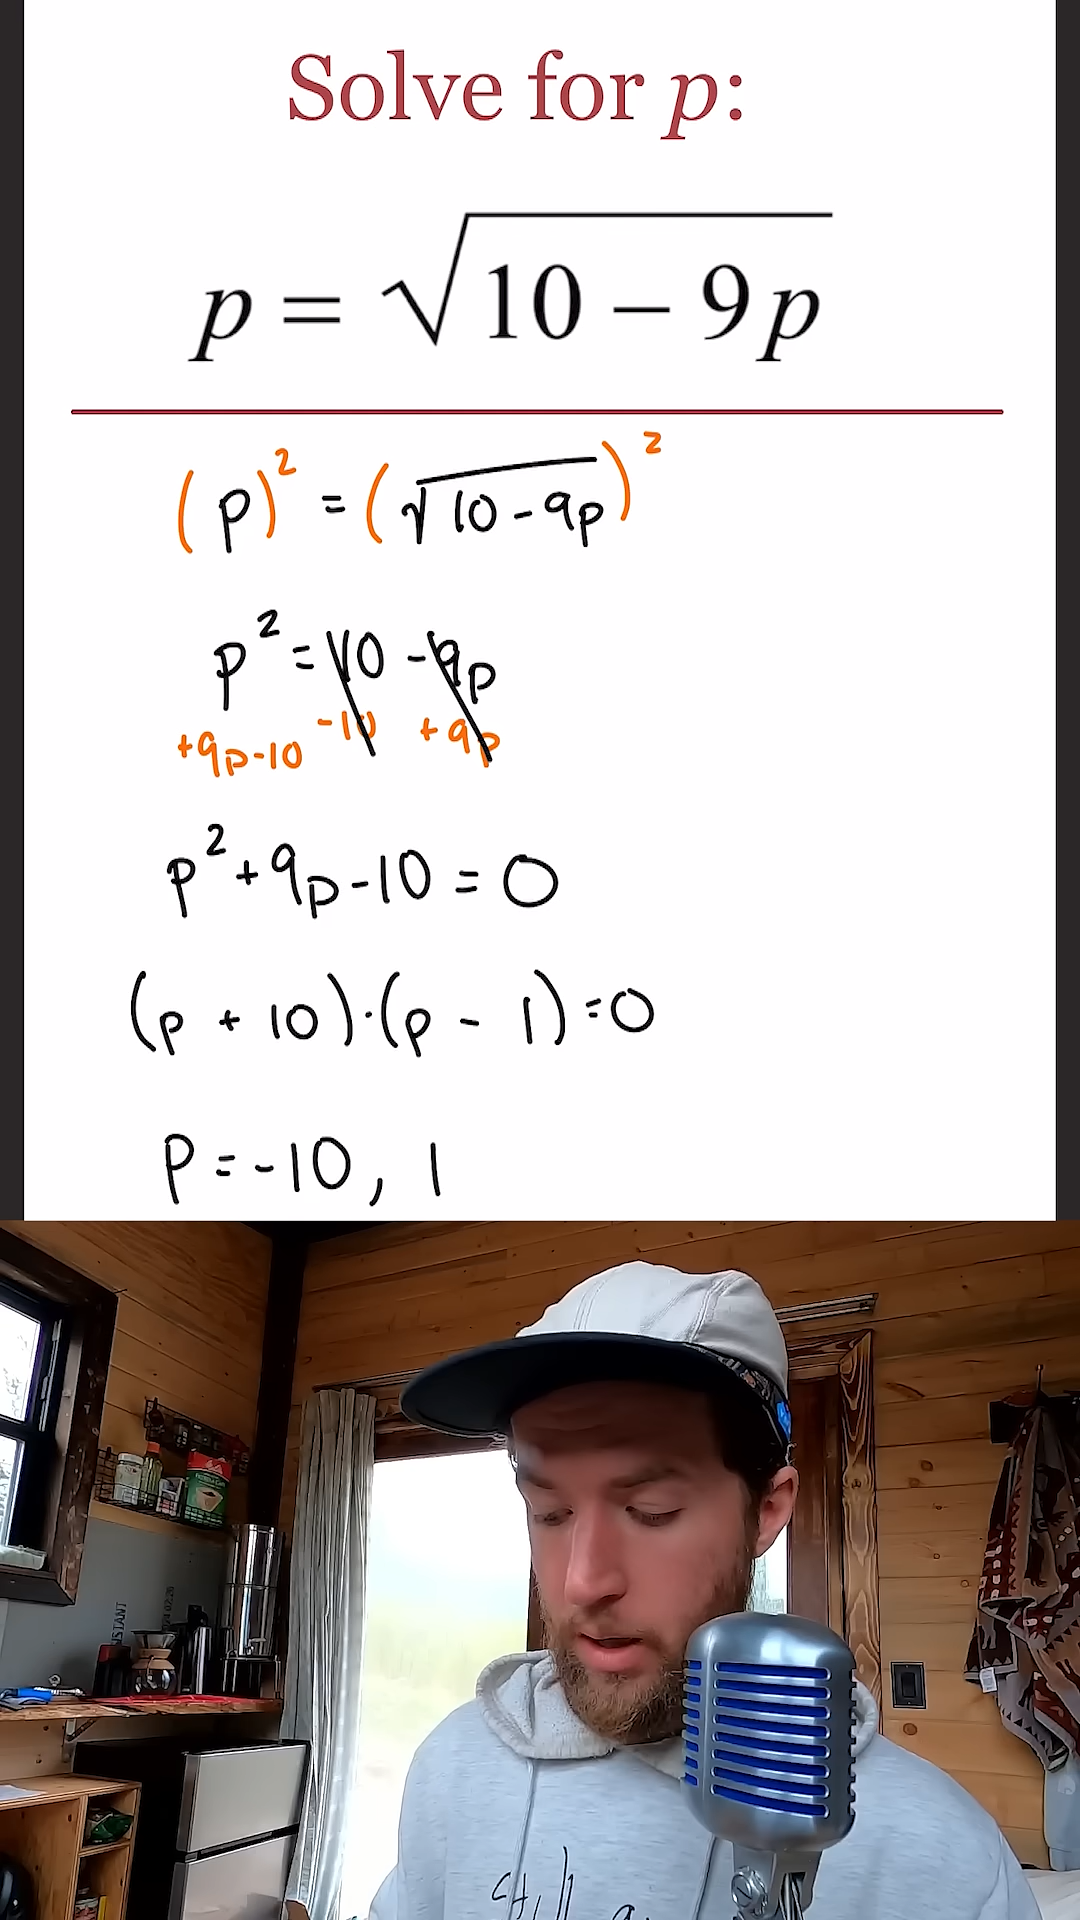 Solve for p:
p = √10 − 9p
(p)² = (√10 - 9p)²
p² = 10 - 9p
+9p-10 -10 +9p
p² + 9p - 10 = 0
(p + 10)·(p - 1) = 0
P = -10, 1